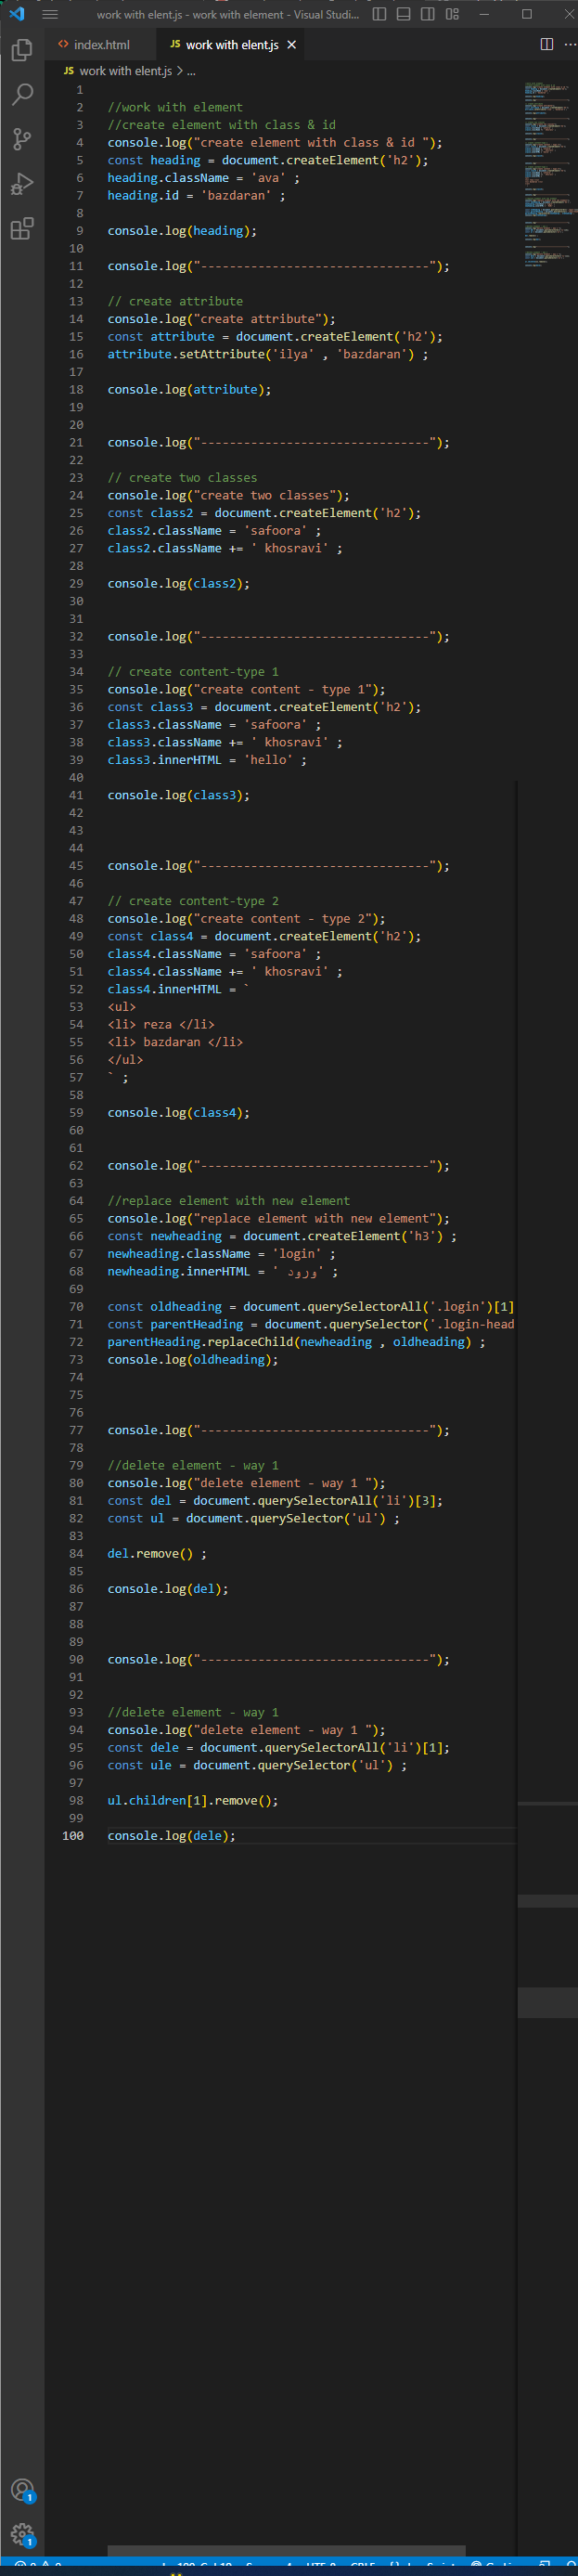 work with elent.js - work with element - Visual Studi...
index.html
JS work with elent.js
JS work with elent.js > ...
1
2 //work with element
3 //create element with class & id
4 console.log("create element with class & id ");
5 const heading = document.createElement('h2');
6 heading.className = 'ava' ;
7 heading.id = 'bazdaran' ;
8
9 console.log(heading);
10
11 console.log("--------------------------------");
12
13 // create attribute
14 console.log("create attribute");
15 const attribute = document.createElement('h2');
16 attribute.setAttribute('ilya' , 'bazdaran') ;
17
18 console.log(attribute);
19
20
21 console.log("--------------------------------");
22
23 // create two classes
24 console.log("create two classes");
25 const class2 = document.createElement('h2');
26 class2.className = 'safoora' ;
27 class2.className += ' khosravi' ;
28
29 console.log(class2);
30
31
32 console.log("--------------------------------");
33
34 // create content-type 1
35 console.log("create content - type 1");
36 const class3 = document.createElement('h2');
37 class3.className = 'safoora' ;
38 class3.className += ' khosravi' ;
39 class3.innerHTML = 'hello' ;
40
41 console.log(class3);
42
43
44
45 console.log("--------------------------------");
46
47 // create content-type 2
48 console.log("create content - type 2");
49 const class4 = document.createElement('h2');
50 class4.className = 'safoora' ;
51 class4.className += ' khosravi' ;
52 class4.innerHTML = `
53 <ul>
54 <li> reza </li>
55 <li> bazdaran </li>
56 </ul>
57 ` ;
58
59 console.log(class4);
60
61
62 console.log("--------------------------------");
63
64 //replace element with new element
65 console.log("replace element with new element");
66 const newheading = document.createElement('h3') ;
67 newheading.className = 'login' ;
68 newheading.innerHTML = ' ورود' ;
69
70 const oldheading = document.querySelectorAll('.login')[1]
71 const parentHeading = document.querySelector('.login-head
72 parentHeading.replaceChild(newheading , oldheading) ;
73 console.log(oldheading);
74
75
76
77 console.log("--------------------------------");
78
79 //delete element - way 1
80 console.log("delete element - way 1 ");
81 const del = document.querySelectorAll('li')[3];
82 const ul = document.querySelector('ul') ;
83
84 del.remove() ;
85
86 console.log(del);
87
88
89
90 console.log("--------------------------------");
91
92
93 //delete element - way 1
94 console.log("delete element - way 1 ");
95 const dele = document.querySelectorAll('li')[1];
96 const ule = document.querySelector('ul') ;
97
98 ul.children[1].remove();
99
100 console.log(dele);
1
1